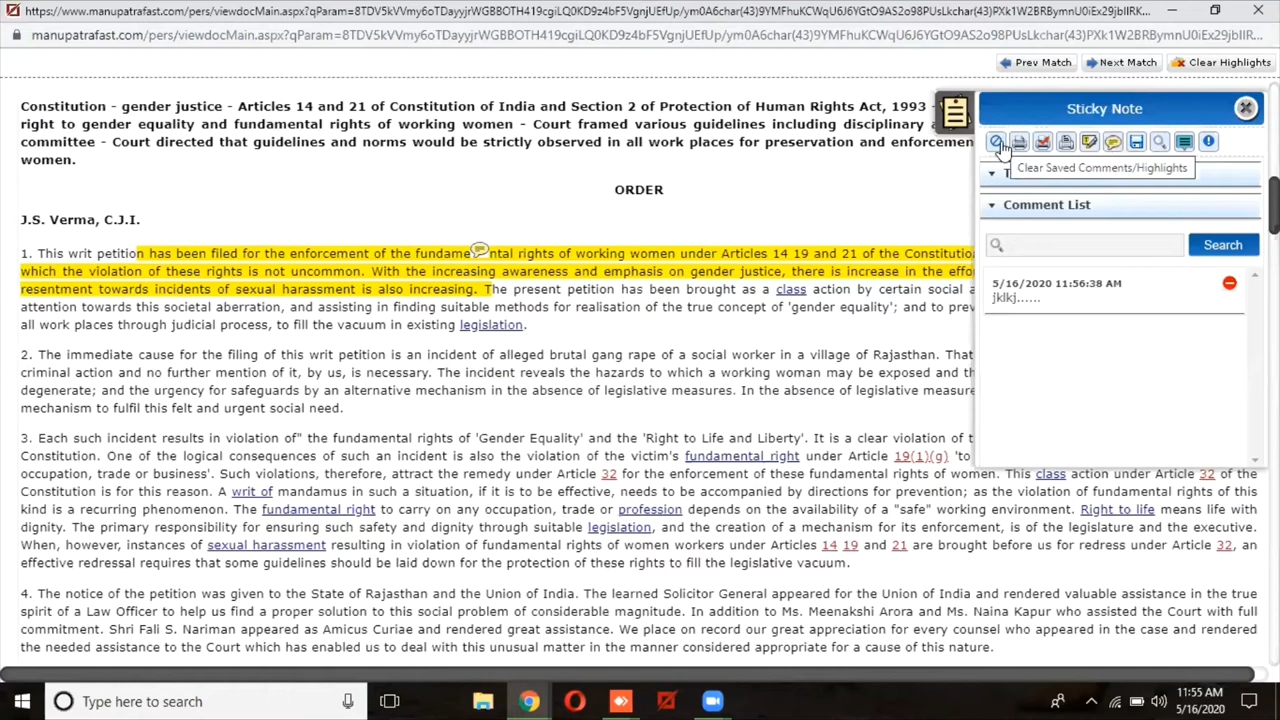 https://www.manupatrafast.com/pers/viewdocMain.aspx?qParam=8TDV5kVVmy6oTDayyjrWEUfUp/ym0A6char(43)9YMFhuKCWqU6J6YGtO9AS2o98PUsLkchar(43)PXk1W2BRymnU0iEx29jblIRK...
manupatrafast.com/pers/viewdocMain.aspx?qParam=
Prev Match Next Match Clear Highlights
Constitution - gender justice - Articles 14 and 21 of Constitution of India and Section 2 of Protection of Human Rights Act, 1993 -
right to gender equality and fundamental rights of working women - Court framed various guidelines including disciplinary a
committee - Court directed that guidelines and norms would be strictly observed in all work places for preservation and enforcemen
women.
ORDER
J.S. Verma, C.J.I.
1. This writ petition has been filed for the enforcement of the fundamental rights of working women under Articles 14 19 and 21 of the Constitutio
which the violation of these rights is not uncommon. With the increasing awareness and emphasis on gender justice, there is increase in the effor
resentment towards incidents of sexual harassment is also increasing. The present petition has been brought as a class action by certain social a
attention towards this societal aberration, and assisting in finding suitable methods for realisation of the true concept of 'gender equality'; and to prev
all work places through judicial process, to fill the vacuum in existing legislation.
2. The immediate cause for the filing of this writ petition is an incident of alleged brutal gang rape of a social worker in a village of Rajasthan. That
criminal action and no further mention of it, by us, is necessary. The incident reveals the hazards to which a working woman may be exposed and th
degenerate; and the urgency for safeguards by an alternative mechanism in the absence of legislative measures. In the absence of legislative measur
mechanism to fulfil this felt and urgent social need.
3. Each such incident results in violation of" the fundamental rights of 'Gender Equality' and the 'Right to Life and Liberty'. It is a clear violation of t
Constitution. One of the logical consequences of such an incident is also the violation of the victim's fundamental right under Article 19(1)(g) 'to
occupation, trade or business'. Such violations, therefore, attract the remedy under Article 32 for the enforcement of these fundamental rights of women. This class action under Article 32 of the
Constitution is for this reason. A writ of mandamus in such a situation, if it is to be effective, needs to be accompanied by directions for prevention; as the violation of fundamental rights of this
kind is a recurring phenomenon. The fundamental right to carry on any occupation, trade or profession depends on the availability of a "safe" working environment. Right to life means life with
dignity. The primary responsibility for ensuring such safety and dignity through suitable legislation, and the creation of a mechanism for its enforcement, is of the legislature and the executive.
When, however, instances of sexual harassment resulting in violation of fundamental rights of women workers under Articles 14 19 and 21 are brought before us for redress under Article 32, an
effective redressal requires that some guidelines should be laid down for the protection of these rights to fill the legislative vacuum.
4. The notice of the petition was given to the State of Rajasthan and the Union of India. The learned Solicitor General appeared for the Union of India and rendered valuable assistance in the true
spirit of a Law Officer to help us find a proper solution to this social problem of considerable magnitude. In addition to Ms. Meenakshi Arora and Ms. Naina Kapur who assisted the Court with full
commitment. Shri Fali S. Nariman appeared as Amicus Curiae and rendered great assistance. We place on record our great appreciation for every counsel who appeared in the case and rendered
the needed assistance to the Court which has enabled us to deal with this unusual matter in the manner considered appropriate for a cause of this nature.
Sticky Note
Clear Saved Comments/Highlights
Comment List
Search
5/16/2020 11:56:38 AM
jklkj......
Type here to search
11:55 AM
5/16/2020